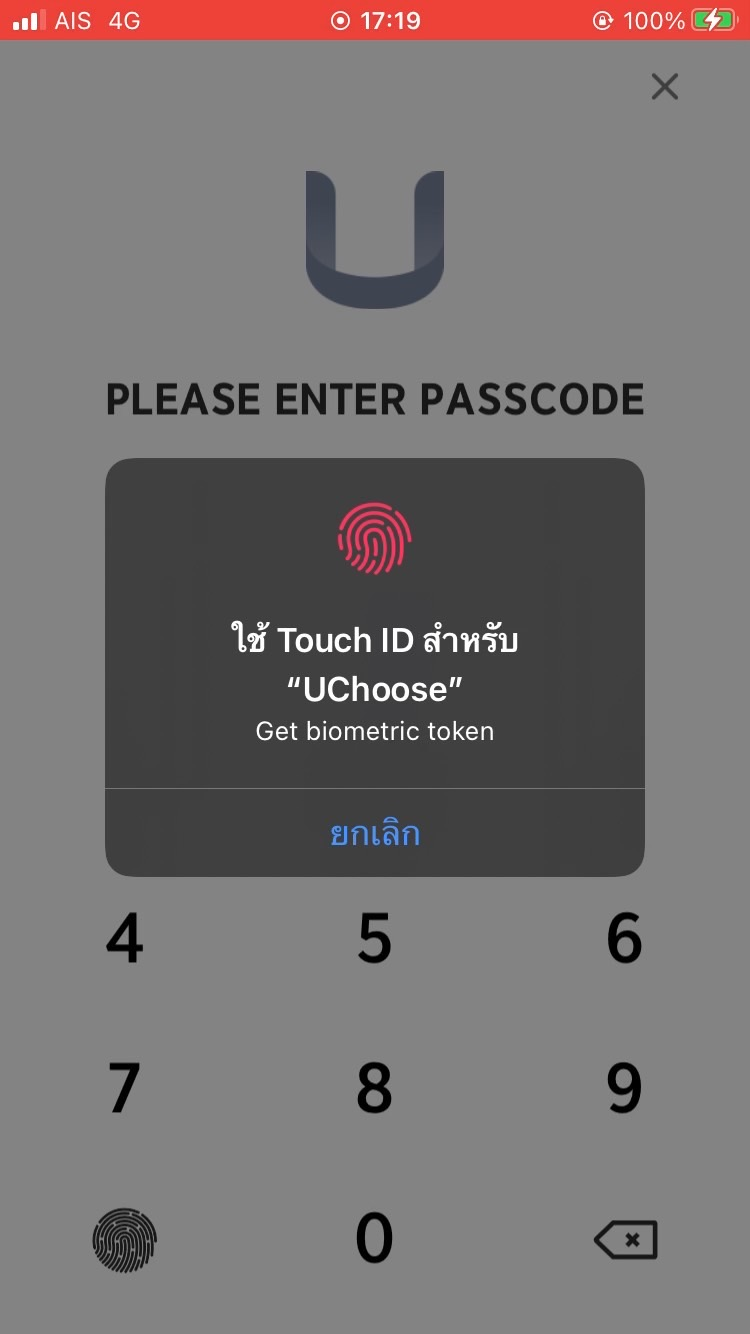 AIS 4G 17:19 100%
PLEASE ENTER PASSCODE
ใช้ Touch ID สำหรับ
“UChoose”
Get biometric token
ยกเลิก
4 5 6
7 8 9
0